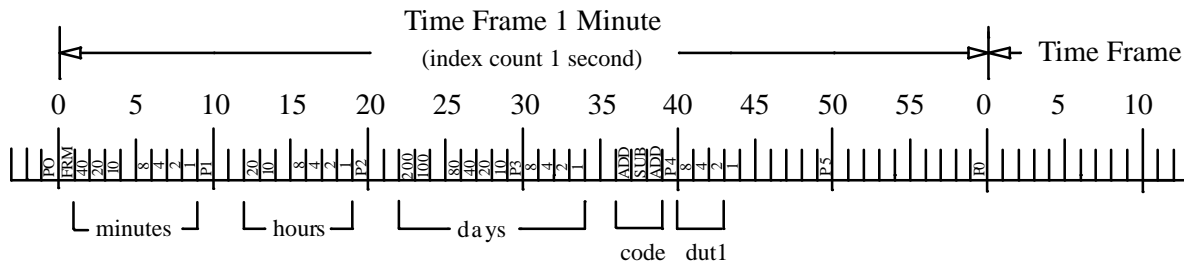 Time Frame 1 Minute
(index count 1 second)
Time Frame
0 5 10 15 20 25 30 35 40 45 50 55 0 5 10
PO FRM 40 20 10 8 4 2 1 P1 20 10 8 4 2 1 P2 200 100 80 40 20 10 P3 8 4 2 1 ADD SUB ADD P4 8 4 2 1 P5 R0
minutes hours days
code dut1